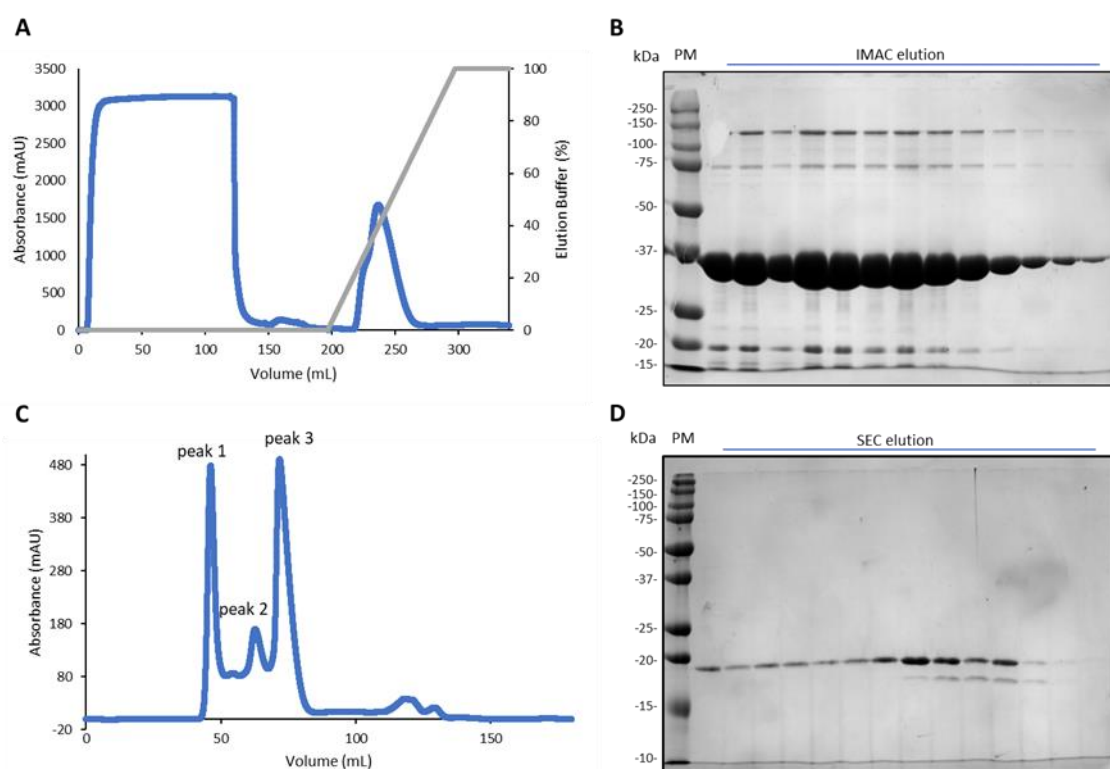 A
3500
3000
2500
2000
1500
1000
500
0
Absorbance (mAU)
100
80
60
40
20
0
Elution Buffer (%)
0 50 100 150 200 250 300
Volume (mL)
B
kDa PM IMAC elution
-250-
-150-
-100-
-75-
-50-
-37-
-25-
-20-
-15-
C
peak 1
peak 2
peak 3
480
380
280
180
80
-20
Absorbance (mAU)
0 50 100 150
Volume (mL)
D
kDa PM SEC elution
-250-
-150-
-100-
-75-
-50-
-37-
-25-
-20-
-15-
-10-